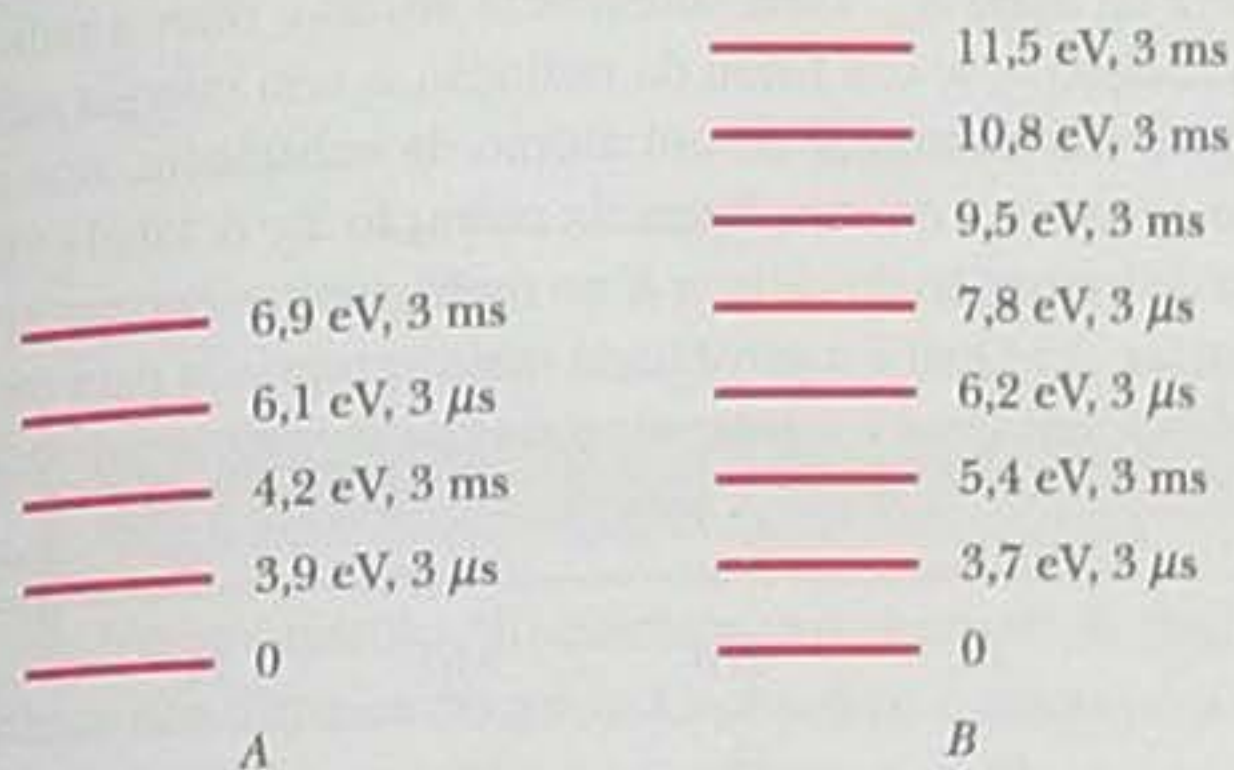 11,5 eV, 3 ms
10,8 eV, 3 ms
9,5 eV, 3 ms
7,8 eV, 3 μs
6,2 eV, 3 μs
5,4 eV, 3 ms
3,7 eV, 3 μs
0
B
6,9 eV, 3 ms
6,1 eV, 3 μs
4,2 eV, 3 ms
3,9 eV, 3 μs
0
A